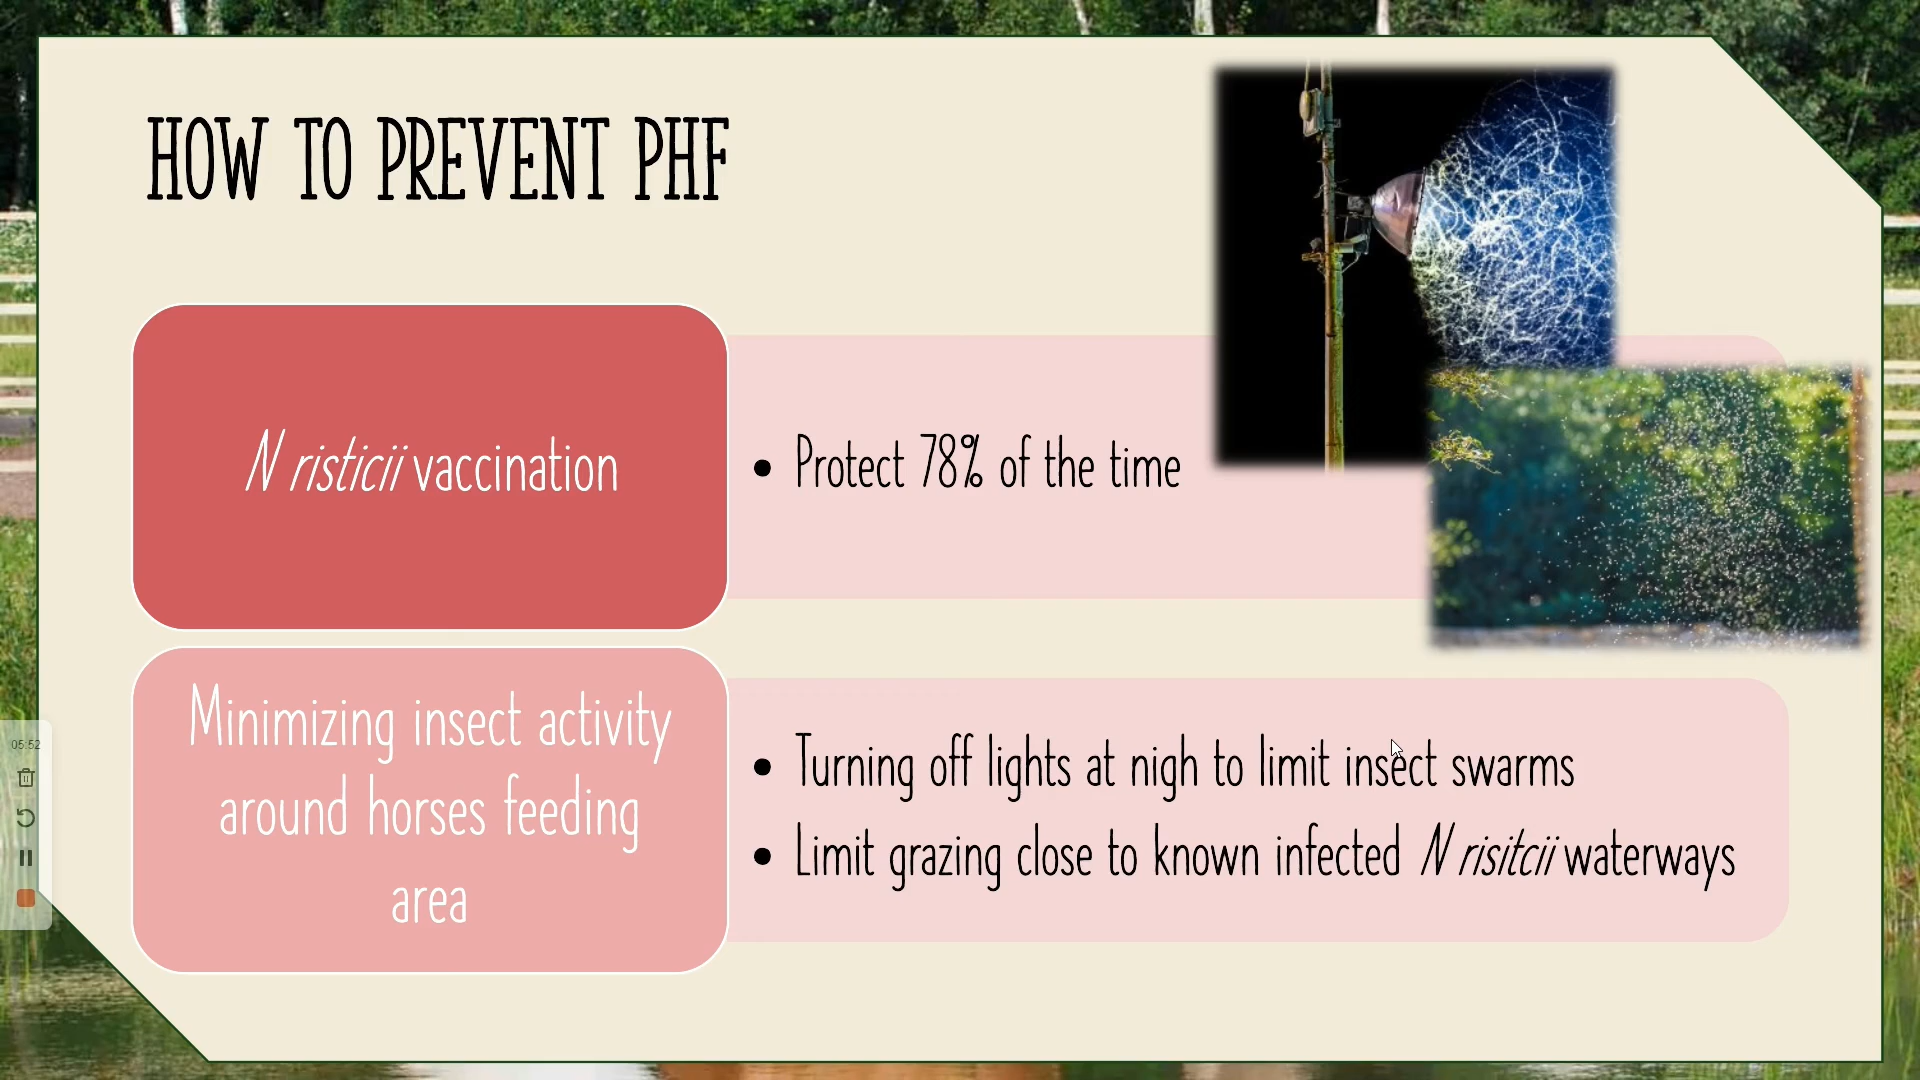 HOW TO PREVENT PHF
N risticii vaccination
• Protect 78% of the time
Minimizing insect activity
around horses feeding
area
• Turning off lights at nigh to limit insect swarms
• Limit grazing close to known infected N risitcii waterways
05:52